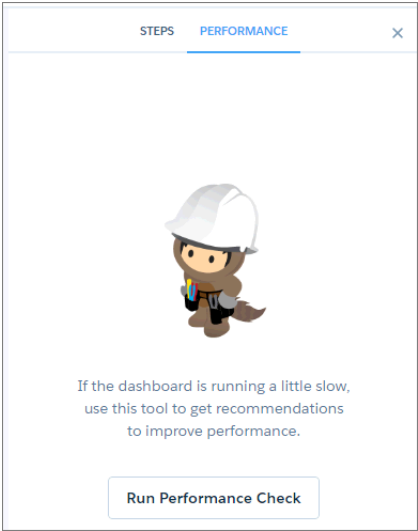 STEPS PERFORMANCE
If the dashboard is running a little slow,
use this tool to get recommendations
to improve performance.
Run Performance Check